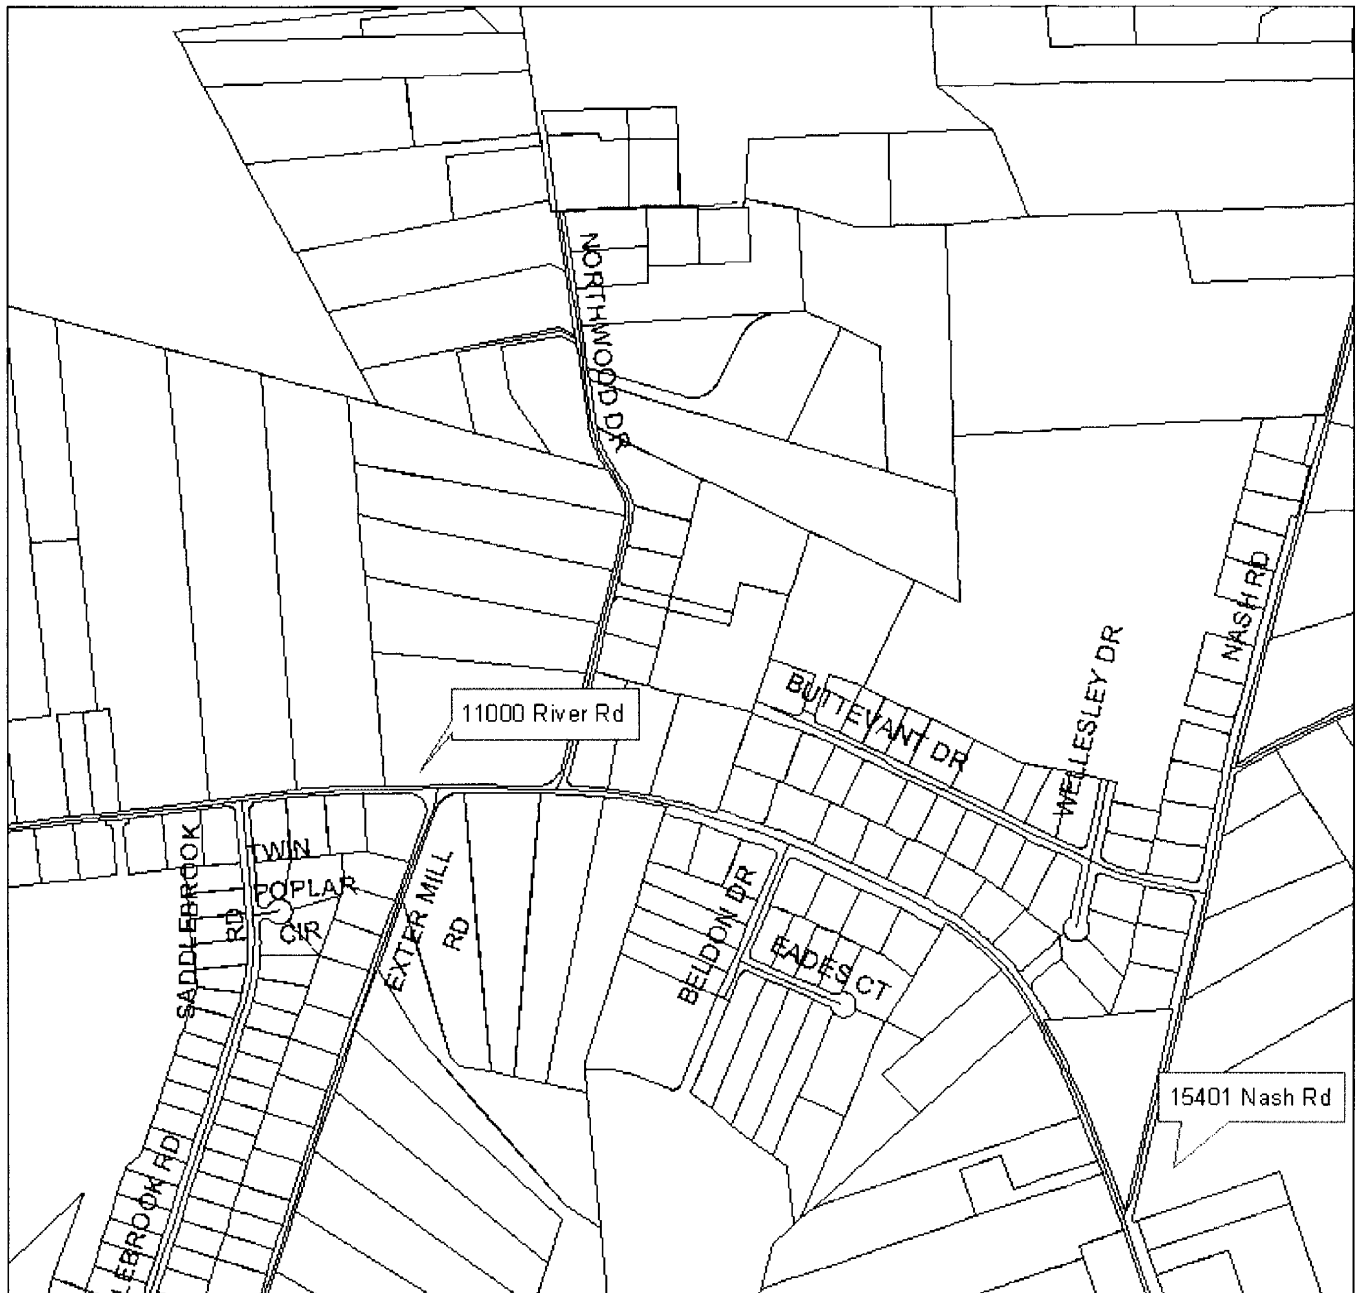 NORTHWOOD DR
NASH RD
WELLESLEY DR
BUTTEVANT DR
11000 River Rd
SADDLEBROOK
RD
TWIN
POPLAR
CIR
EXTER MILL
RD
BELDON DR
EADES CT
15401 Nash Rd
LEBROOK RD